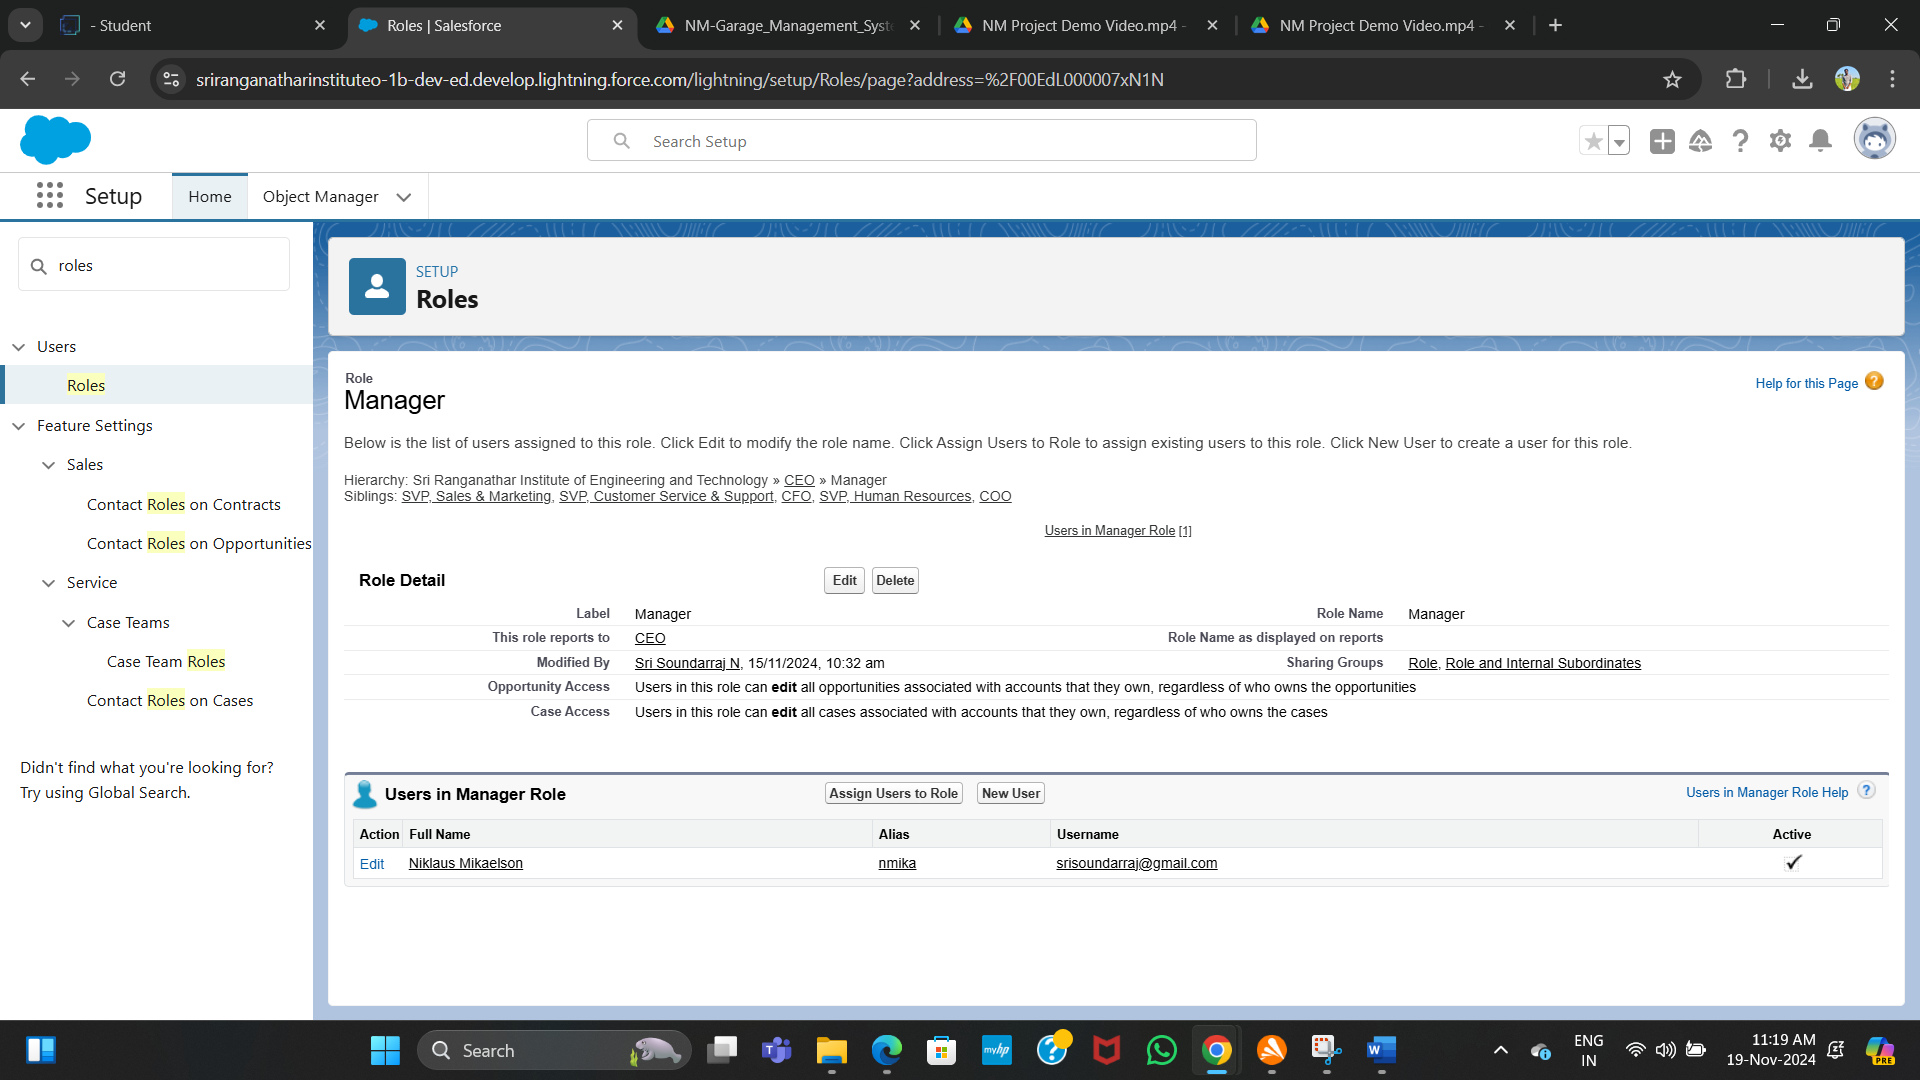 - Student
Roles | Salesforce
NM-Garage_Management_Syste
NM Project Demo Video.mp4 -
NM Project Demo Video.mp4 -
sriranganatharinstituteo-1b-dev-ed.develop.lightning.force.com/lightning/setup/Roles/page?address=%2F00EdL000007xN1N
Search Setup
Setup
Home
Object Manager
roles
Users
Roles
Feature Settings
Sales
Contact Roles on Contracts
Contact Roles on Opportunities
Service
Case Teams
Case Team Roles
Contact Roles on Cases
Didn't find what you're looking for?
Try using Global Search.
SETUP
Roles
Role
Manager
Help for this Page
Below is the list of users assigned to this role. Click Edit to modify the role name. Click Assign Users to Role to assign existing users to this role. Click New User to create a user for this role.
Hierarchy: Sri Ranganathar Institute of Engineering and Technology » CEO » Manager
Siblings: SVP, Sales & Marketing, SVP, Customer Service & Support, CFO, SVP, Human Resources, COO
Users in Manager Role [1]
Role Detail
Edit
Delete
Label Manager Role Name Manager
This role reports to CEO Role Name as displayed on reports
Modified By Sri Soundarraj N, 15/11/2024, 10:32 am Sharing Groups Role, Role and Internal Subordinates
Opportunity Access Users in this role can edit all opportunities associated with accounts that they own, regardless of who owns the opportunities
Case Access Users in this role can edit all cases associated with accounts that they own, regardless of who owns the cases
Users in Manager Role
Assign Users to Role
New User
Users in Manager Role Help ?
Action Full Name Alias Username Active
Edit Niklaus Mikaelson nmika srisoundarraj@gmail.com
Search
myhp
ENG
IN
11:19 AM
19-Nov-2024
PRE